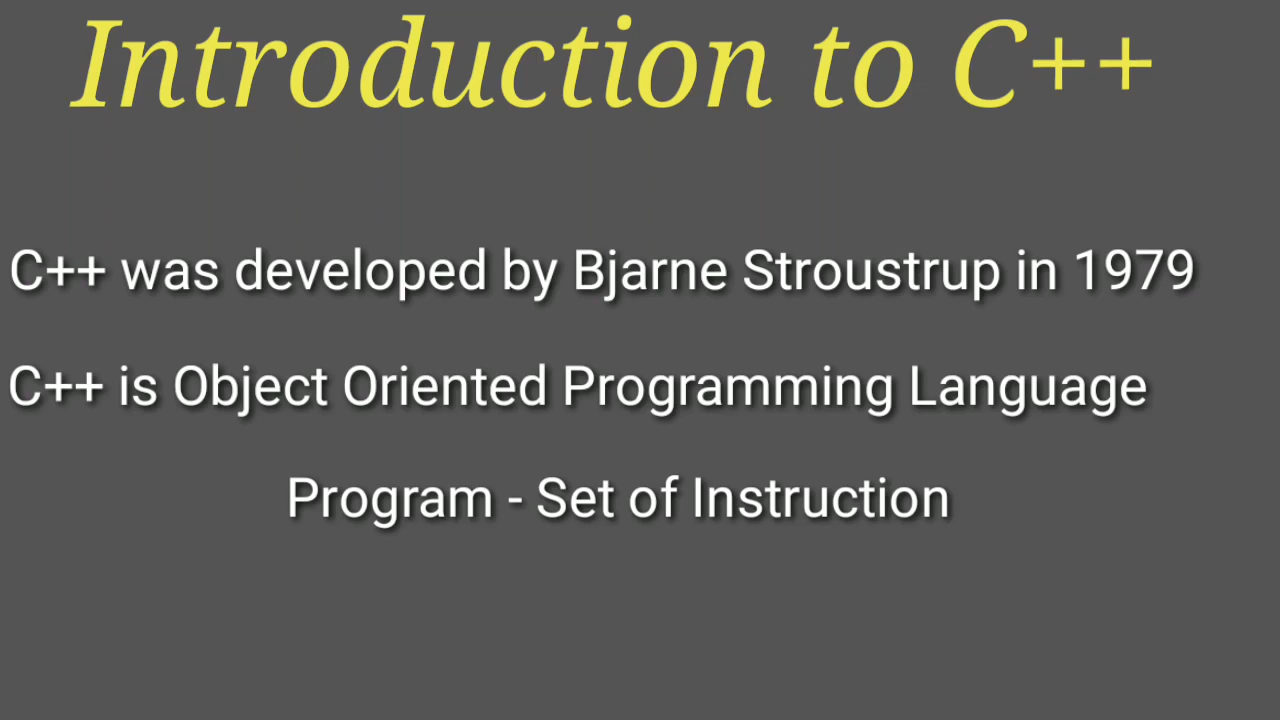 Introduction to C++
C++ was developed by Bjarne Stroustrup in 1979
C++ is Object Oriented Programming Language
Program - Set of Instruction